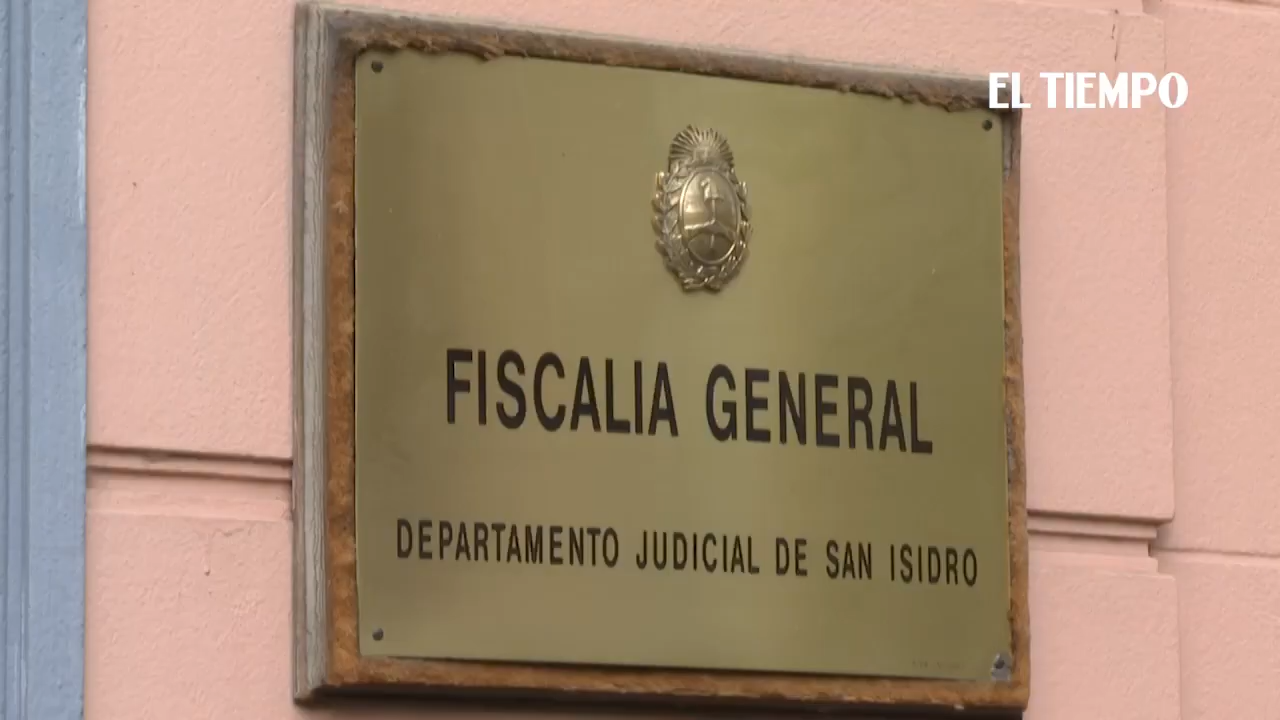 EL TIEMPO
FISCALIA GENERAL
DEPARTAMENTO JUDICIAL DE SAN ISIDRO